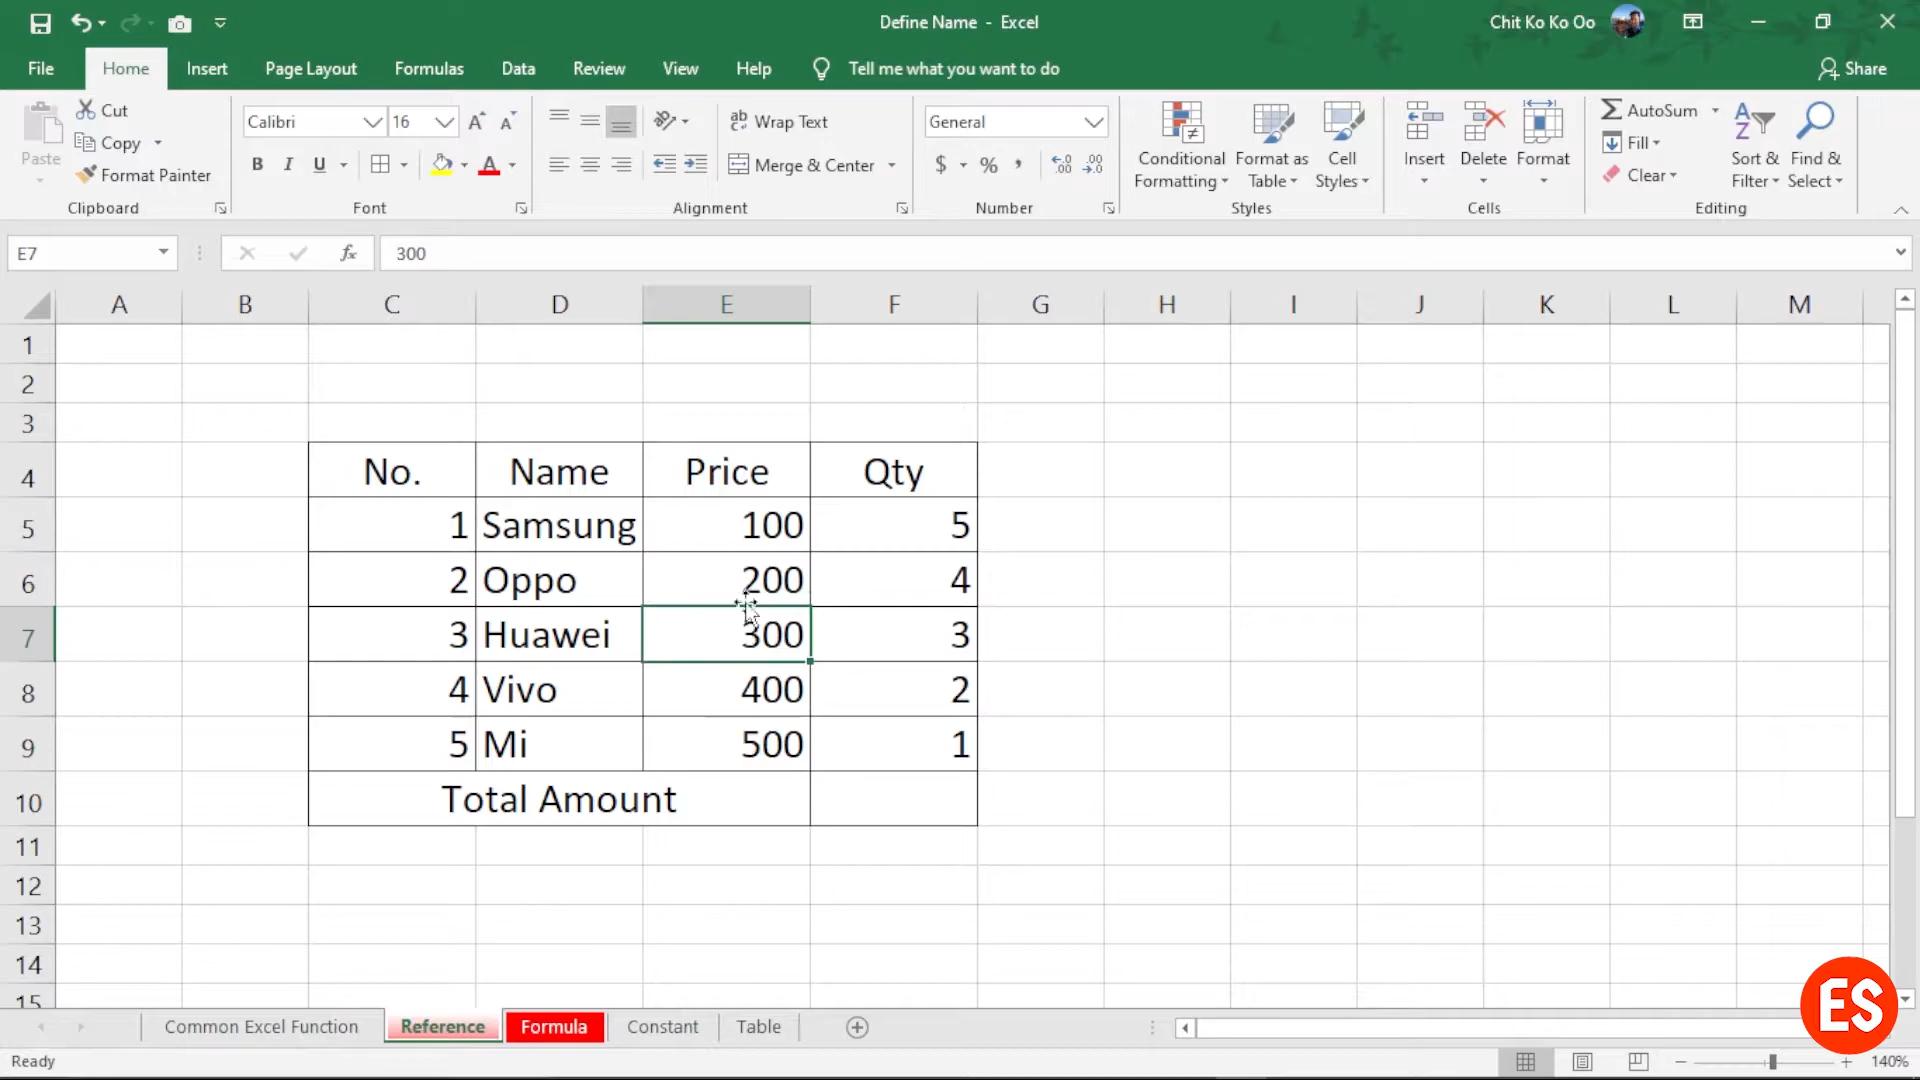 Define Name - Excel
Chit Ko Ko Oo
File Home Insert Page Layout Formulas Data Review View Help Tell me what you want to do Share
Paste
Cut
Copy
Format Painter
Clipboard
Calibri 16
B I U
Font
Wrap Text
Merge & Center
Alignment
General
$ % ,
Number
Conditional Formatting
Format as Table
Cell Styles
Styles
Insert Delete Format
Cells
AutoSum
Fill
Clear
Sort & Filter
Find & Select
Editing
E7 fx 300
A B C D E F G H I J K L M
1
2
3
4 No. Name Price Qty
5 1 Samsung 100 5
6 2 Oppo 200 4
7 3 Huawei 300 3
8 4 Vivo 400 2
9 5 Mi 500 1
10 Total Amount
11
12
13
14
15
Common Excel Function Reference Formula Constant Table
ES
Ready 140%